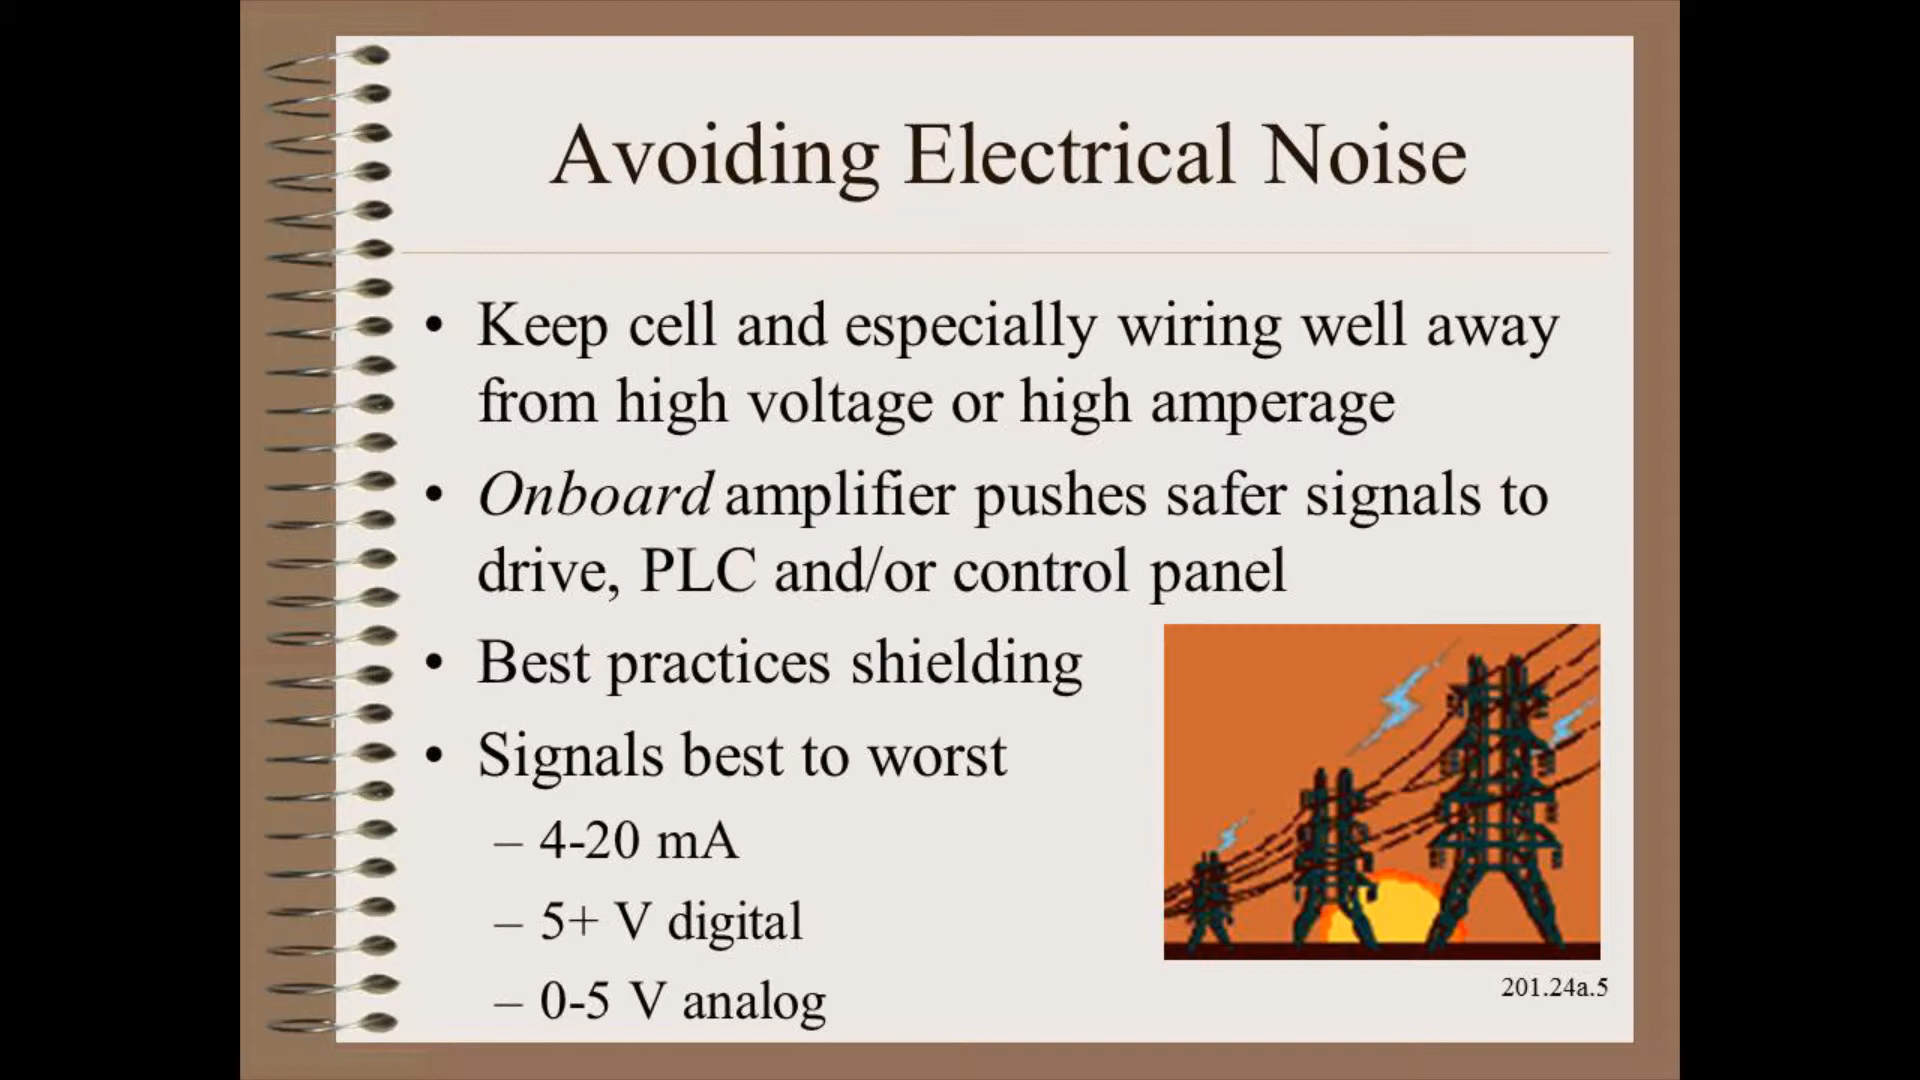 Avoiding Electrical Noise
• Keep cell and especially wiring well away
from high voltage or high amperage
• Onboard amplifier pushes safer signals to
drive, PLC and/or control panel
• Best practices shielding
• Signals best to worst
– 4-20 mA
– 5+ V digital
– 0-5 V analog
201.24a.5